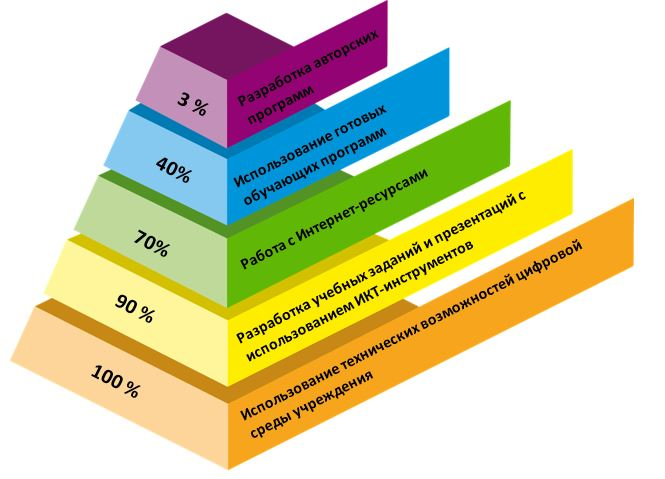 3 %
Разработка авторских
программ
40%
Использование готовых
обучающих программ
70%
Работа с Интернет-ресурсами
90 %
Разработка учебных заданий и презентаций с
использованием ИКТ-инструментов
100 %
Использование технических возможностей цифровой
среды учреждения